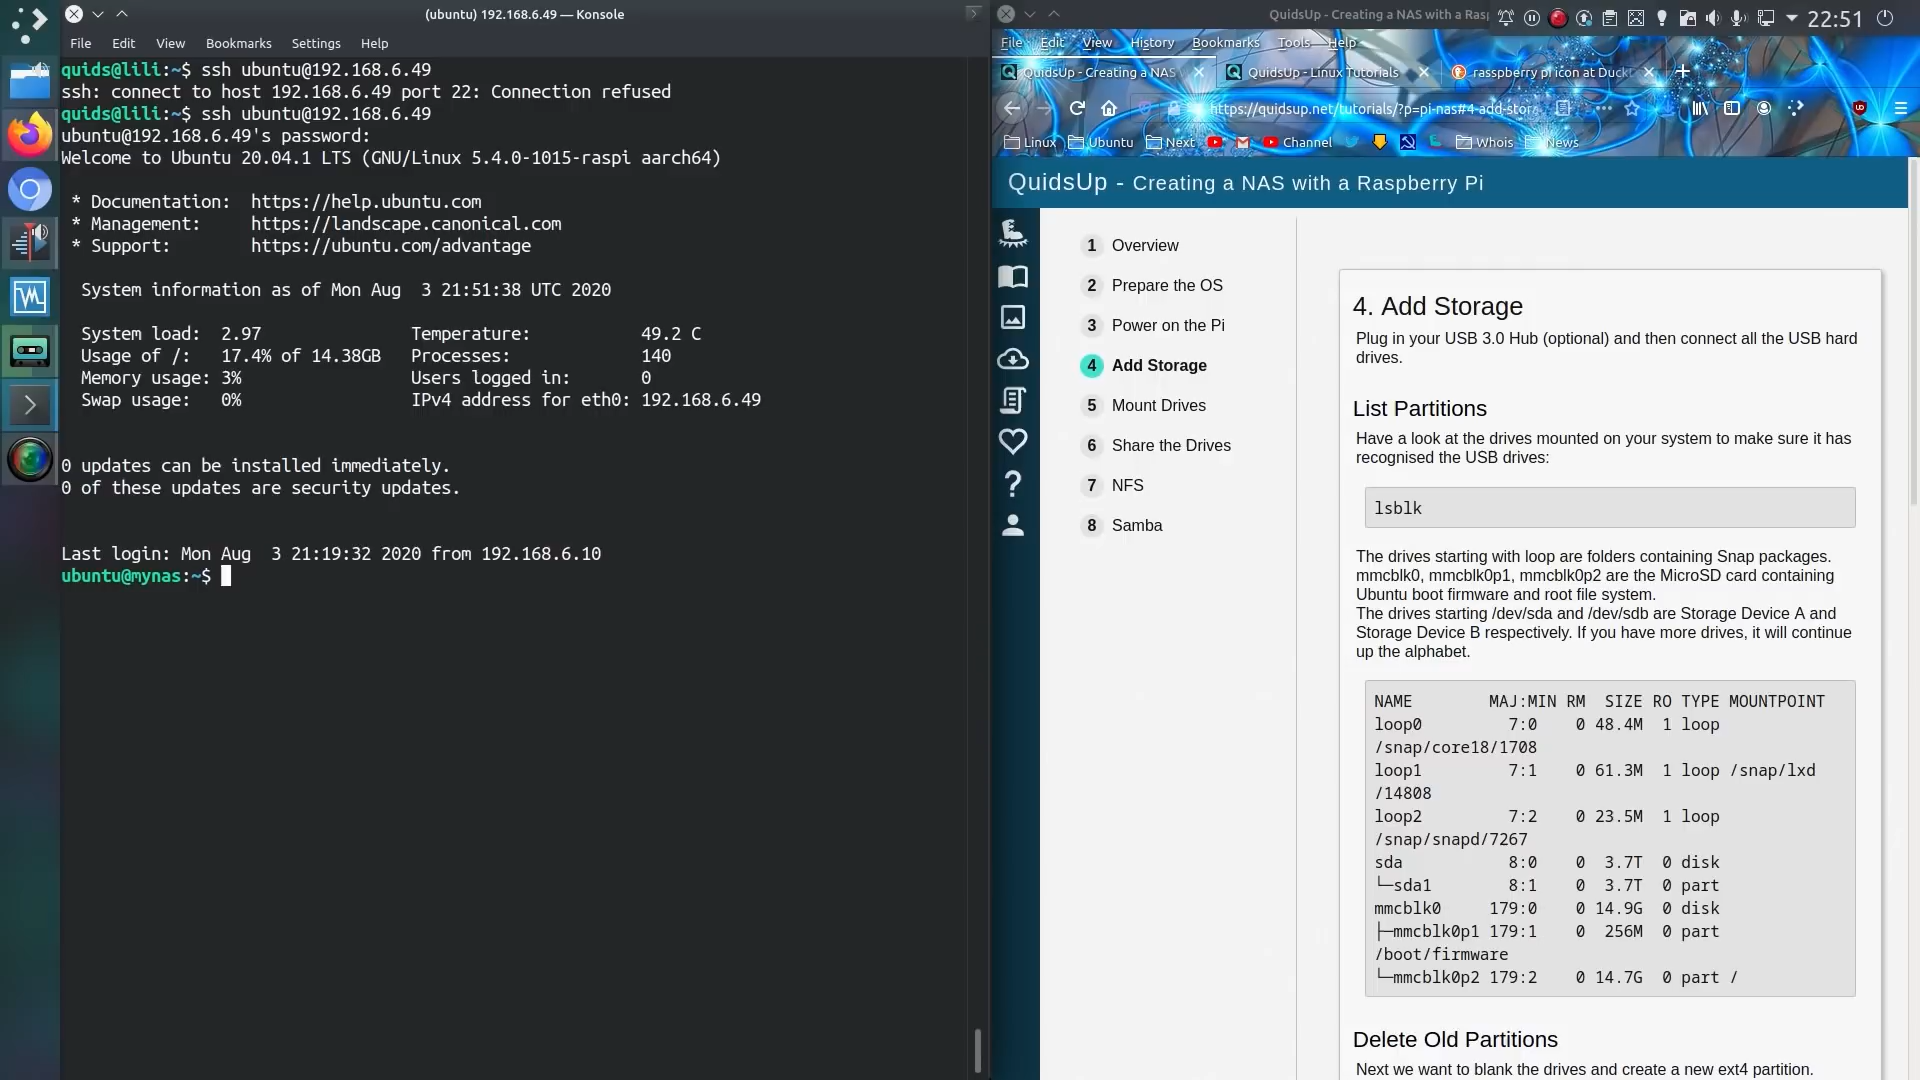 (ubuntu) 192.168.6.49 — Konsole
File Edit View Bookmarks Settings Help
quids@lili:~$ ssh ubuntu@192.168.6.49
ssh: connect to host 192.168.6.49 port 22: Connection refused
quids@lili:~$ ssh ubuntu@192.168.6.49
ubuntu@192.168.6.49's password:
Welcome to Ubuntu 20.04.1 LTS (GNU/Linux 5.4.0-1015-raspi aarch64)
* Documentation:  https://help.ubuntu.com
* Management:     https://landscape.canonical.com
* Support:        https://ubuntu.com/advantage
System information as of Mon Aug  3 21:51:38 UTC 2020
System load:  2.97               Temperature:           49.2 C
Usage of /:   17.4% of 14.38GB   Processes:             140
Memory usage: 3%                 Users logged in:       0
Swap usage:   0%                 IPv4 address for eth0: 192.168.6.49
0 updates can be installed immediately.
0 of these updates are security updates.
Last login: Mon Aug  3 21:19:32 2020 from 192.168.6.10
ubuntu@mynas:~$
QuidsUp - Creating a NAS with a Rasp
22:51
File Edit View History Bookmarks Tools Help
QuidsUp - Creating a NAS
QuidsUp - Linux Tutorials
rasspberry pi icon at Duck
https://quidsup.net/tutorials/?p=pi-nas#4-add-stor
Linux Ubuntu Next Channel Whois News
QuidsUp - Creating a NAS with a Raspberry Pi
1 Overview
2 Prepare the OS
3 Power on the Pi
4 Add Storage
5 Mount Drives
6 Share the Drives
7 NFS
8 Samba
4. Add Storage
Plug in your USB 3.0 Hub (optional) and then connect all the USB hard
drives.
List Partitions
Have a look at the drives mounted on your system to make sure it has
recognised the USB drives:
lsblk
The drives starting with loop are folders containing Snap packages.
mmcblk0, mmcblk0p1, mmcblk0p2 are the MicroSD card containing
Ubuntu boot firmware and root file system.
The drives starting /dev/sda and /dev/sdb are Storage Device A and
Storage Device B respectively. If you have more drives, it will continue
up the alphabet.
NAME        MAJ:MIN RM  SIZE RO TYPE MOUNTPOINT
loop0         7:0    0 48.4M  1 loop
/snap/core18/1708
loop1         7:1    0 61.3M  1 loop /snap/lxd
/14808
loop2         7:2    0 23.5M  1 loop
/snap/snapd/7267
sda           8:0    0  3.7T  0 disk
└─sda1        8:1    0  3.7T  0 part
mmcblk0     179:0    0 14.9G  0 disk
├─mmcblk0p1 179:1    0  256M  0 part
/boot/firmware
└─mmcblk0p2 179:2    0 14.7G  0 part /
Delete Old Partitions
Next we want to blank the drives and create a new ext4 partition.